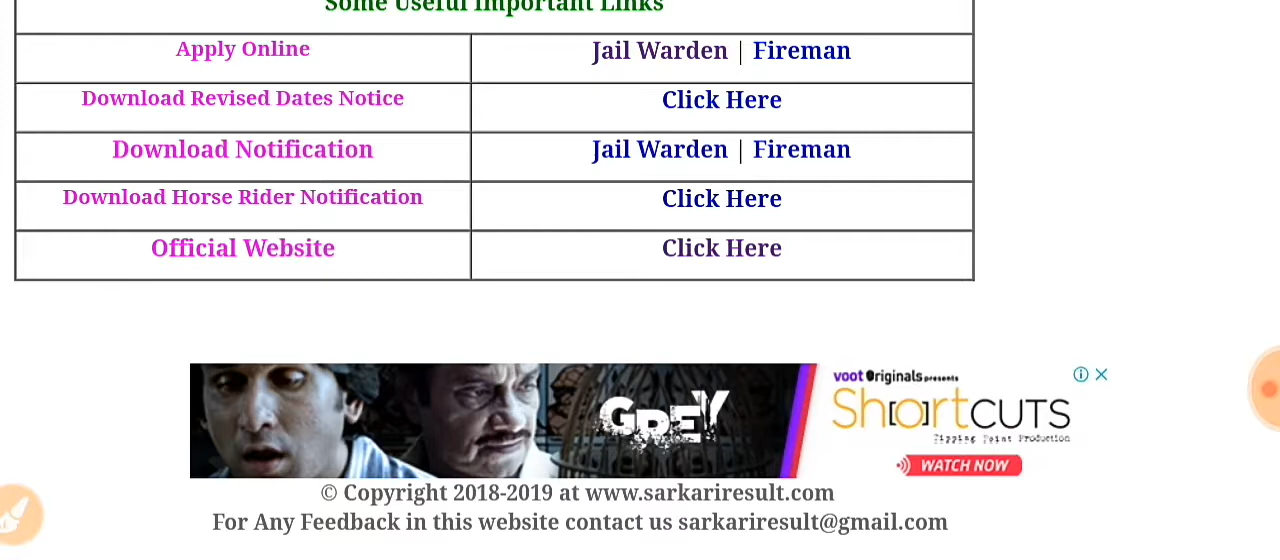 Some Useful Important Links
Apply Online Jail Warden | Fireman
Download Revised Dates Notice Click Here
Download Notification Jail Warden | Fireman
Download Horse Rider Notification Click Here
Official Website Click Here
GREY
voot Originals presents
Sh[o]rtCUTS
Tipping Point Production
WATCH NOW
© Copyright 2018-2019 at www.sarkariresult.com
For Any Feedback in this website contact us sarkariresult@gmail.com